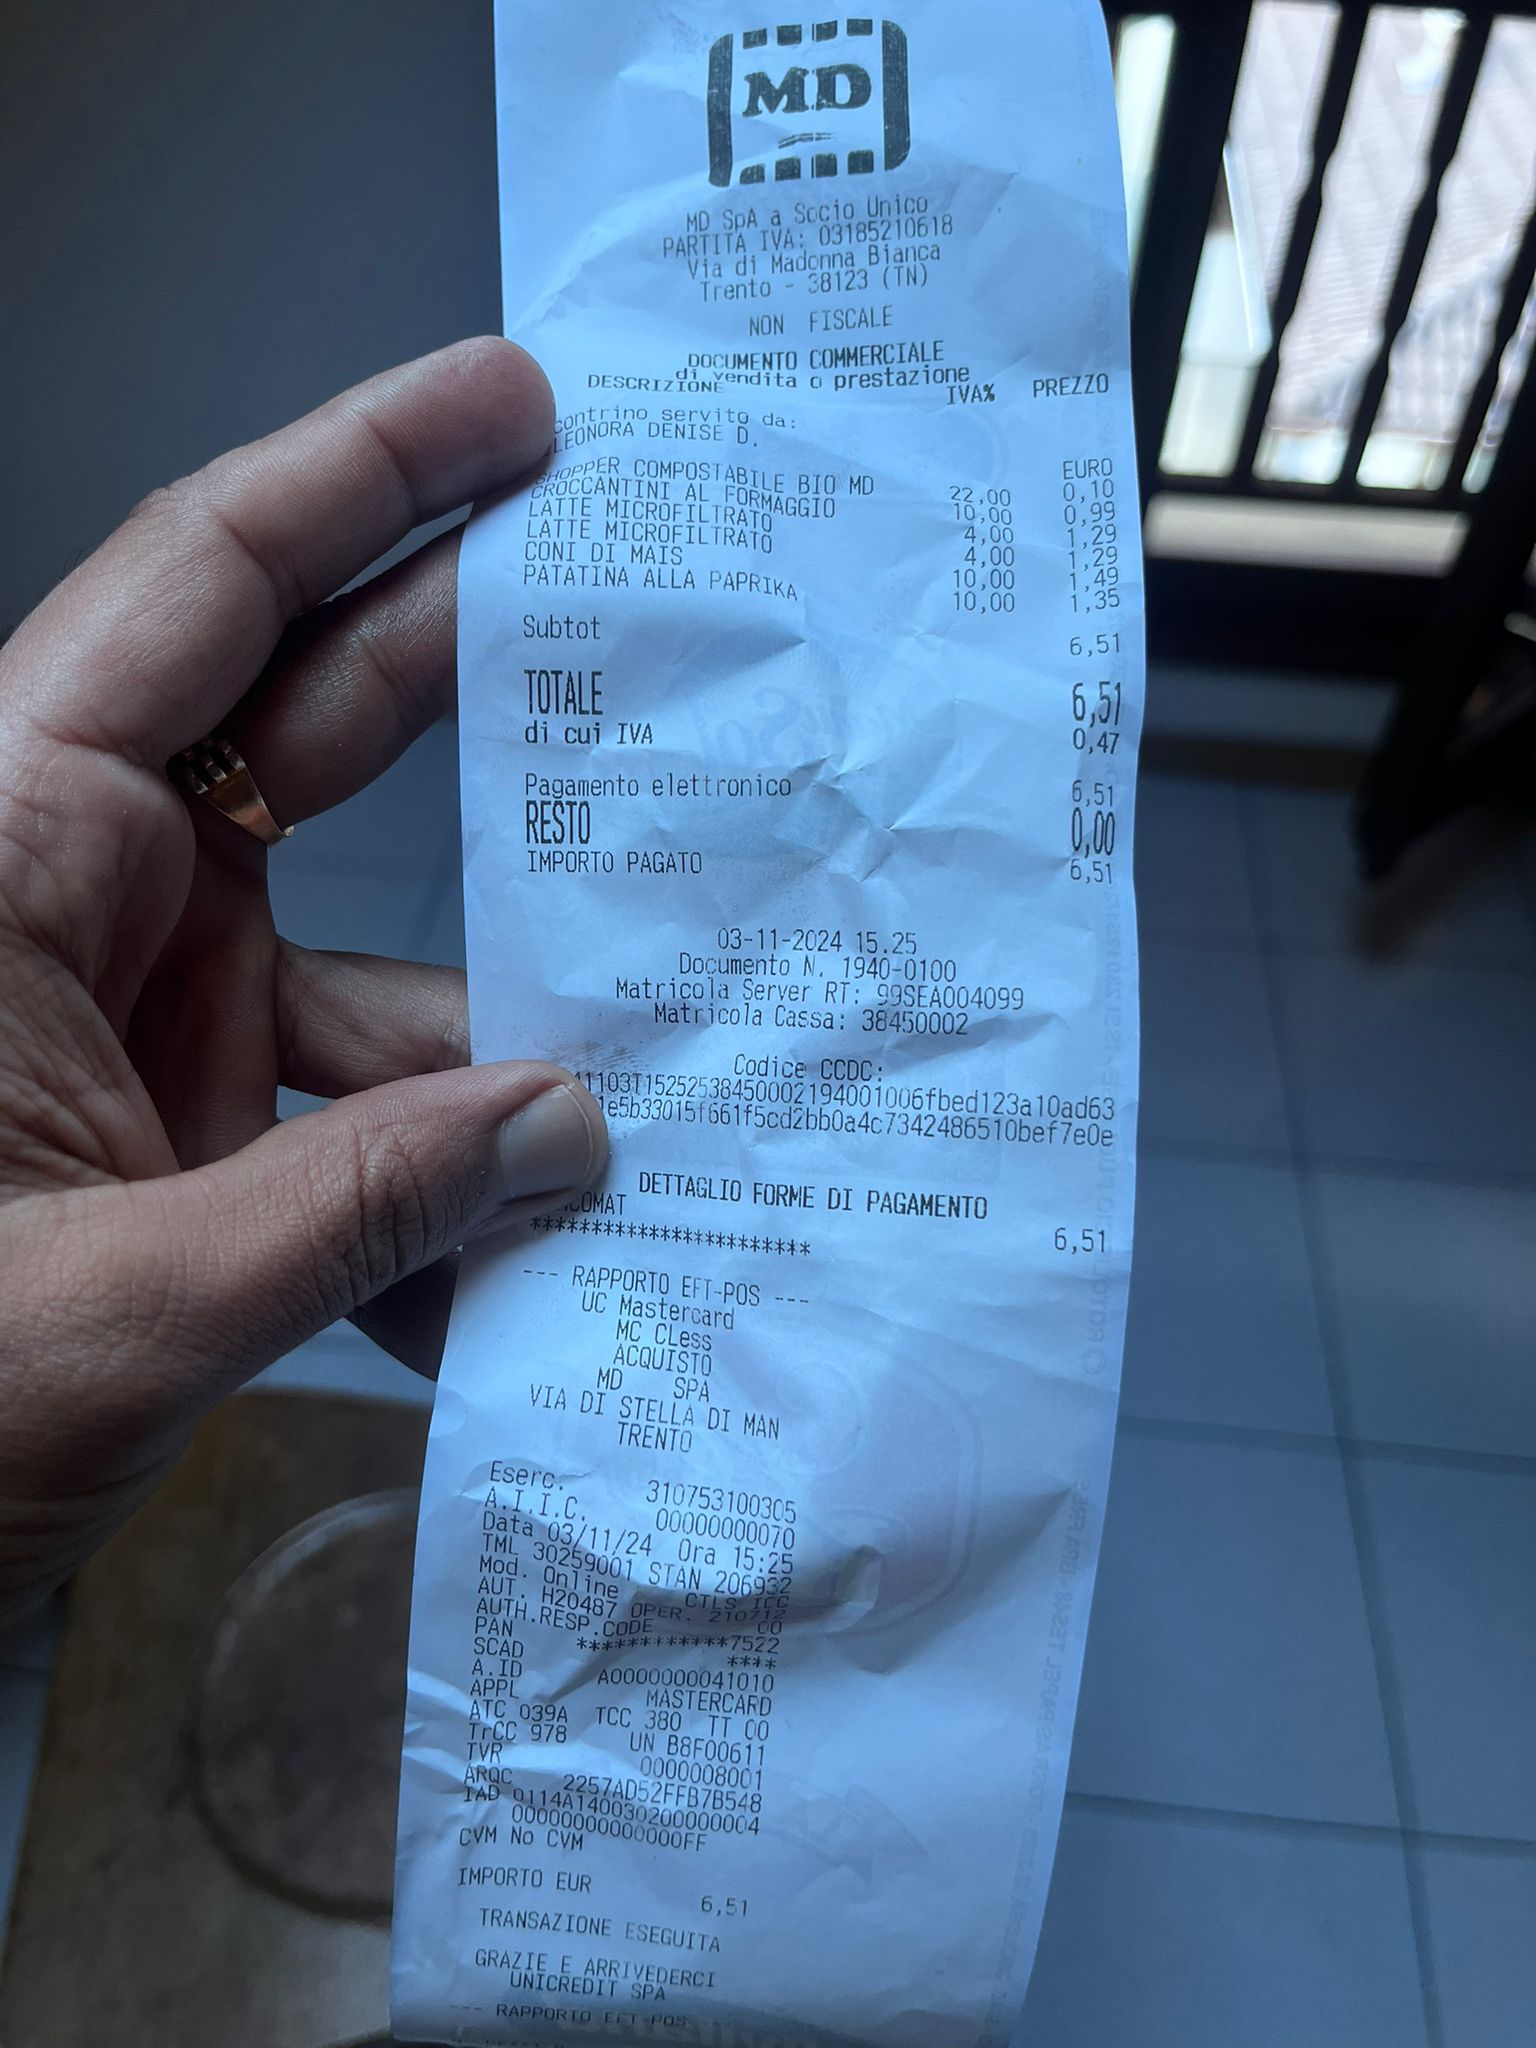 MD
MD SpA a Socio Unico
PARTITA IVA: 03185210618
Via di Madonna Bianca
Trento - 38123 (TN)
NON FISCALE
DOCUMENTO COMMERCIALE
di vendita o prestazione
DESCRIZIONE IVA% PREZZO
contrino servito da:
LEONORA DENISE D.
EURO
SHOPPER COMPOSTABILE BIO MD 22,00 0,10
CROCCANTINI AL FORMAGGIO 10,00 0,99
LATTE MICROFILTRATO 4,00 1,29
LATTE MICROFILTRATO 4,00 1,29
CONI DI MAIS 10,00 1,49
PATATINA ALLA PAPRIKA 10,00 1,35
Subtot 6,51
TOTALE 6,51
di cui IVA 0,47
Pagamento elettronico 6,51
RESTO 0,00
IMPORTO PAGATO 6,51
03-11-2024 15.25
Documento N. 1940-0100
Matricola Server RT: 99SEA004099
Matricola Cassa: 38450002
Codice CCDC:
11103T15252538450002194001006fbed123a10ad63
1e5b33015f661f5cd2bb0a4c7342486510bef7e0e
DETTAGLIO FORME DI PAGAMENTO
COMAT 6,51
***********************
--- RAPPORTO EFT-POS ---
UC Mastercard
MC CLess
ACQUISTO
MD SPA
VIA DI STELLA DI MAN
TRENTO
Eserc. 310753100305
A.I.I.C. 00000000070
Data 03/11/24 Ora 15:25
TML 30259001 STAN 206932
Mod. Online CTLS ICC
AUT. H20487 OPER. 210712
AUTH.RESP.CODE 00
PAN ************7522
SCAD ****
A.ID A0000000041010
APPL MASTERCARD
ATC 039A TCC 380 TT 00
TrCC 978 UN B8F00611
TVR 0000008001
ARQC 2257AD52FFB7B548
IAD 0114A140030200000004
00000000000000FF
CVM No CVM
IMPORTO EUR 6,51
TRANSAZIONE ESEGUITA
GRAZIE E ARRIVEDERCI
UNICREDIT SPA
--- RAPPORTO EFT-POS